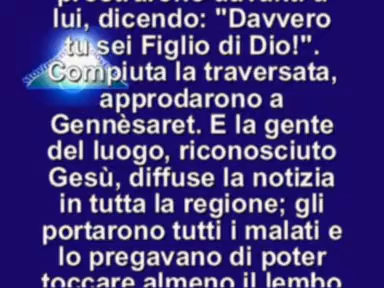 prostrarono davanti a
lui, dicendo: "Davvero
tu sei Figlio di Dio!".
Compiuta la traversata,
approdarono a
Gennèsaret. E la gente
del luogo, riconosciuto
Gesù, diffuse la notizia
in tutta la regione; gli
portarono tutti i malati e
lo pregavano di poter
toccare almeno il lembo